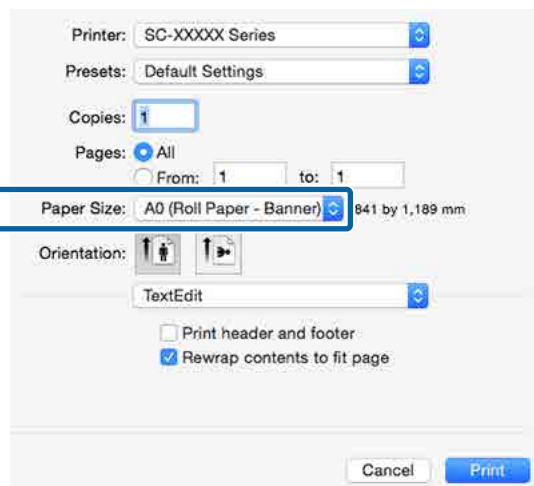 Printer: SC-XXXXX Series
Presets: Default Settings
Copies: 1
Pages: All
From: 1 to: 1
Paper Size: A0 (Roll Paper - Banner) 841 by 1,189 mm
Orientation:
TextEdit
Print header and footer
Rewrap contents to fit page
Cancel Print